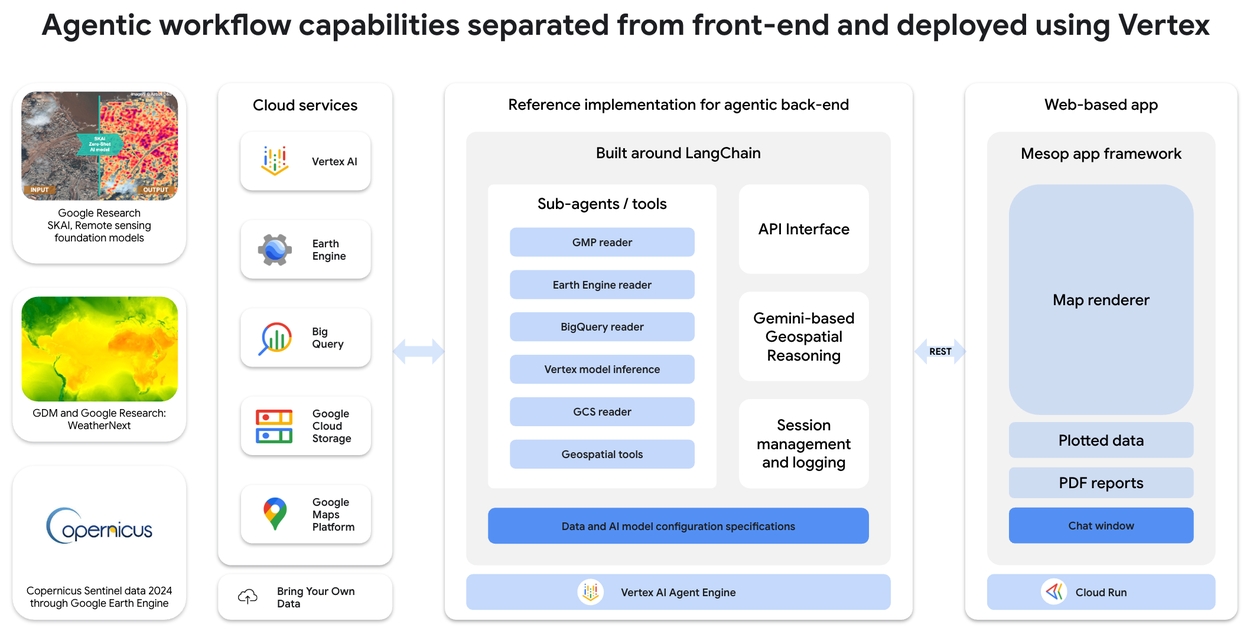 Agentic workflow capabilities separated from front-end and deployed using Vertex
SKAI
Zero-Shot
AI model
INPUT
OUTPUT
Google Research
SKAI, Remote sensing
foundation models
GDM and Google Research:
WeatherNext
opernicus
Copernicus Sentinel data 2024
through Google Earth Engine
Cloud services
Vertex AI
Earth
Engine
Big
Query
Google
Cloud
Storage
Google
Maps
Platform
Bring Your Own
Data
Reference implementation for agentic back-end
Built around LangChain
Sub-agents / tools
GMP reader
Earth Engine reader
BigQuery reader
Vertex model inference
GCS reader
Geospatial tools
API Interface
Gemini-based
Geospatial
Reasoning
Session
management
and logging
Data and AI model configuration specifications
Vertex AI Agent Engine
REST
Web-based app
Mesop app framework
Map renderer
Plotted data
PDF reports
Chat window
Cloud Run